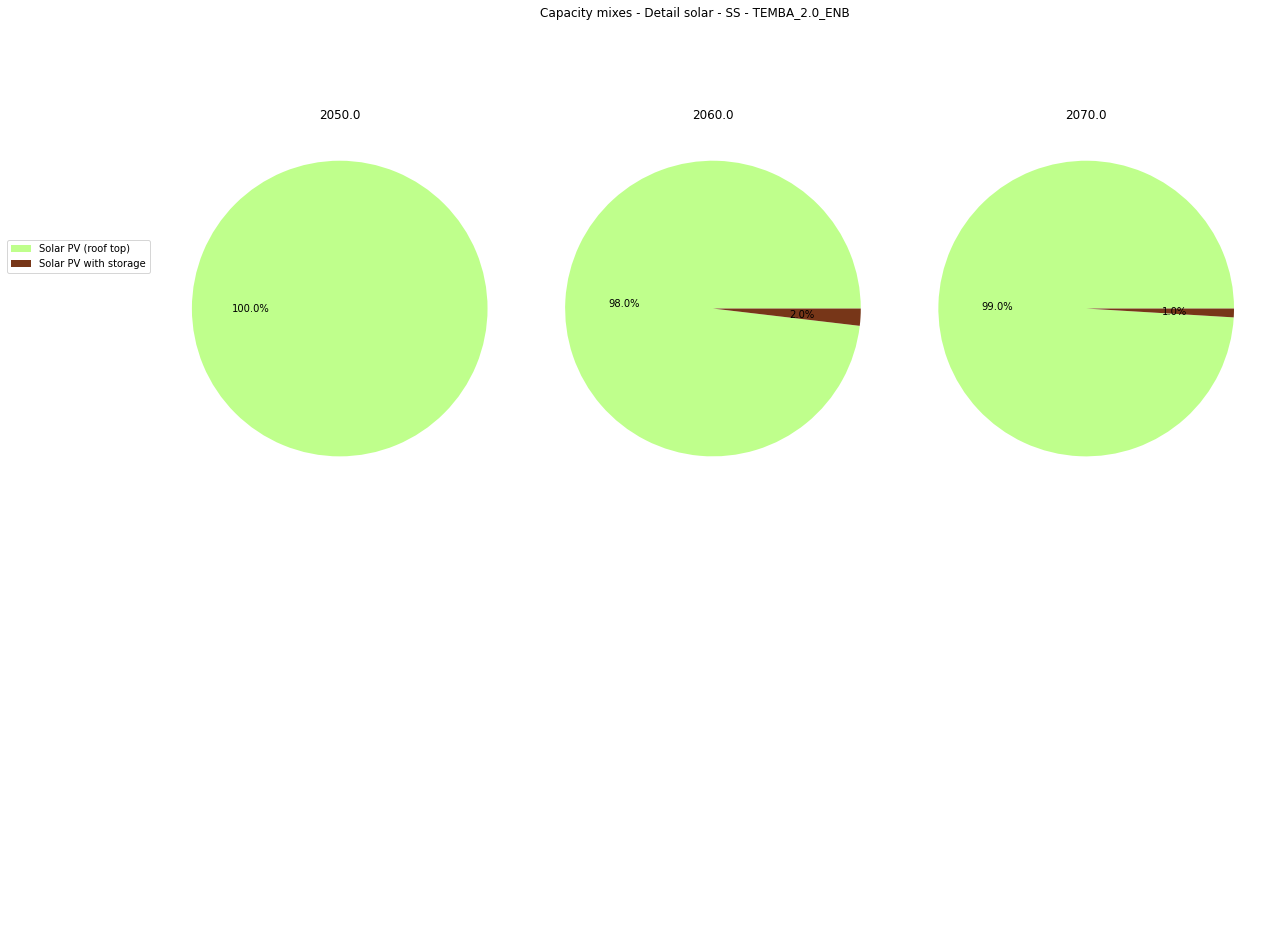 Capacity mixes - Detail solar - SS - TEMBA_2.0_ENB
2050.0
2060.0
2070.0
Solar PV (roof top)
Solar PV with storage
100.0%
98.0%
2.0%
99.0%
1.0%